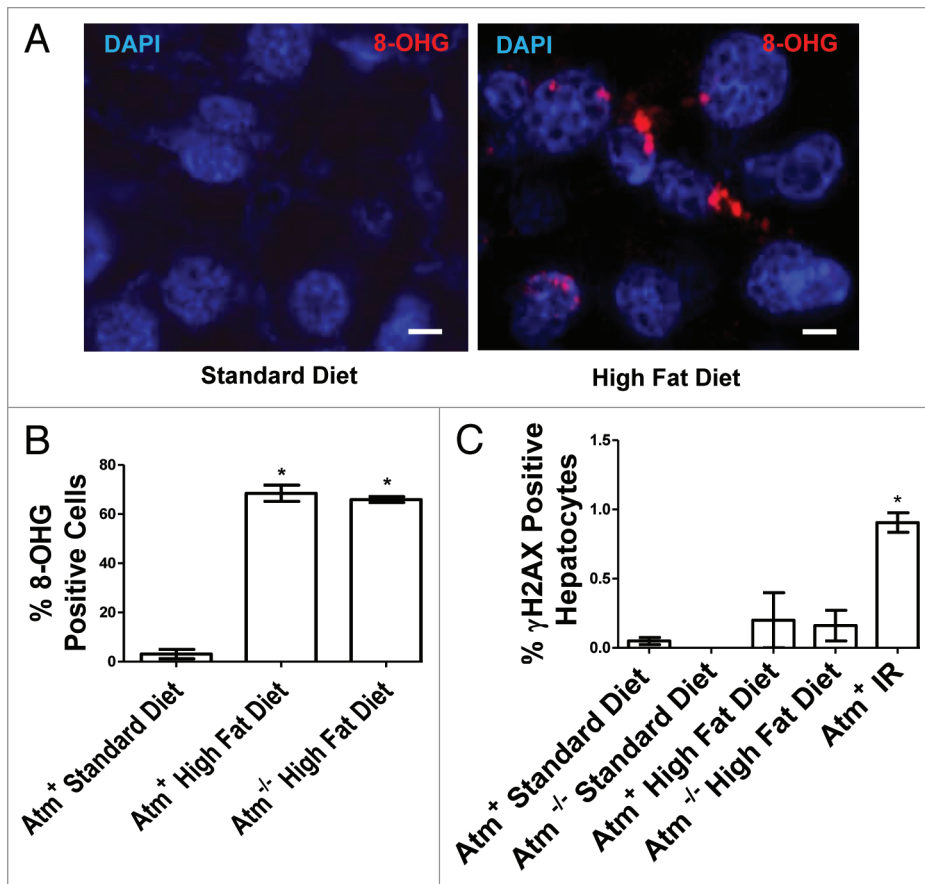 A
DAPI
8-OHG
DAPI
8-OHG
Standard Diet
High Fat Diet
B
% 8-OHG
Positive Cells
80
60
40
20
0
*
*
Atm+ Standard Diet
Atm+ High Fat Diet
Atm-/- High Fat Diet
C
% γH2AX Positive
Hepatocytes
1.5
1.0
0.5
0.0
*
Atm+ Standard Diet
Atm-/- Standard Diet
Atm+ High Fat Diet
Atm-/- High Fat Diet
Atm+ IR